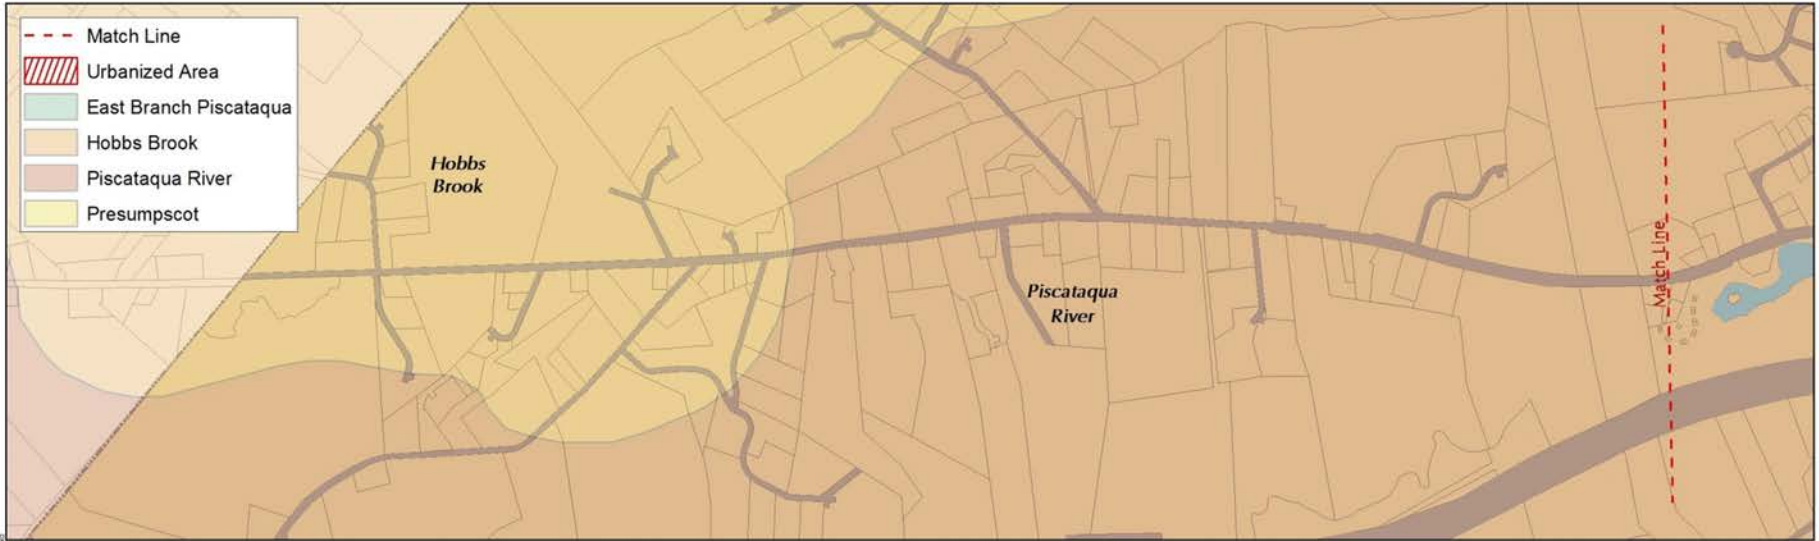 Match Line
Urbanized Area
East Branch Piscataqua
Hobbs Brook
Piscataqua River
Presumpscot
Hobbs
Brook
Piscataqua
River
Match Line